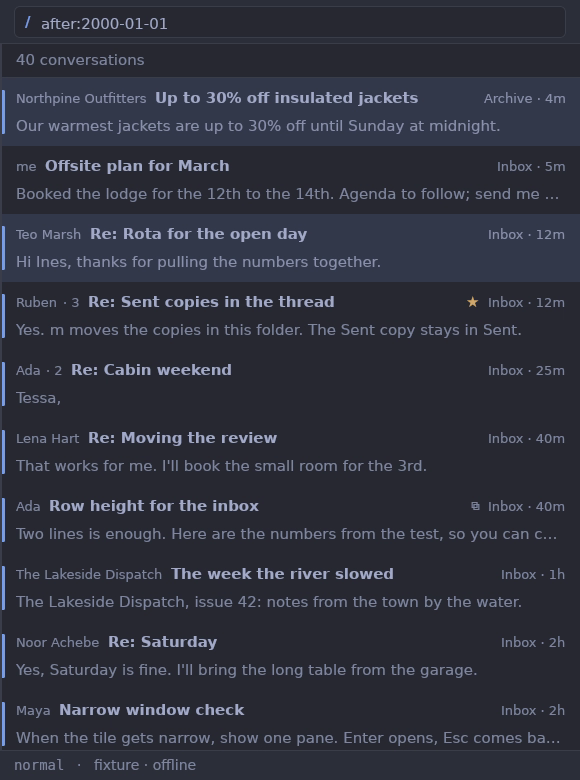 / after:2000-01-01
40 conversations
Northpine Outfitters Up to 30% off insulated jackets Archive · 4m
Our warmest jackets are up to 30% off until Sunday at midnight.
me Offsite plan for March Inbox · 5m
Booked the lodge for the 12th to the 14th. Agenda to follow; send me ...
Teo Marsh Re: Rota for the open day Inbox · 12m
Hi Ines, thanks for pulling the numbers together.
Ruben · 3 Re: Sent copies in the thread ★ Inbox · 12m
Yes. m moves the copies in this folder. The Sent copy stays in Sent.
Ada · 2 Re: Cabin weekend Inbox · 25m
Tessa,
Lena Hart Re: Moving the review Inbox · 40m
That works for me. I'll book the small room for the 3rd.
Ada Row height for the inbox Inbox · 40m
Two lines is enough. Here are the numbers from the test, so you can c...
The Lakeside Dispatch The week the river slowed Inbox · 1h
The Lakeside Dispatch, issue 42: notes from the town by the water.
Noor Achebe Re: Saturday Inbox · 2h
Yes, Saturday is fine. I'll bring the long table from the garage.
Maya Narrow window check Inbox · 2h
When the tile gets narrow, show one pane. Enter opens, Esc comes ba...
normal · fixture · offline